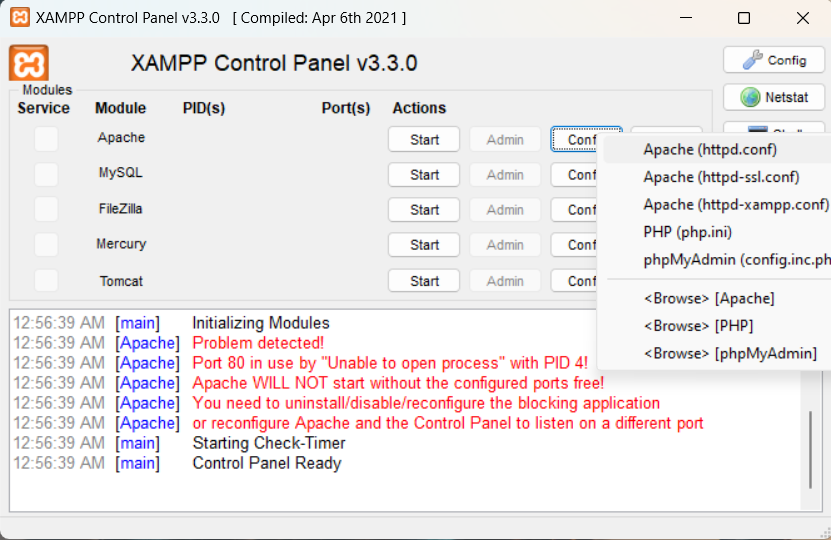 XAMPP Control Panel v3.3.0 [ Compiled: Apr 6th 2021 ]
XAMPP Control Panel v3.3.0
Config
Netstat
Modules
Service Module PID(s) Port(s) Actions
Apache Start Admin Conf
MySQL Start Admin Conf
FileZilla Start Admin Conf
Mercury Start Admin Conf
Tomcat Start Admin Conf
Apache (httpd.conf)
Apache (httpd-ssl.conf)
Apache (httpd-xampp.conf)
PHP (php.ini)
phpMyAdmin (config.inc.ph
<Browse> [Apache]
<Browse> [PHP]
<Browse> [phpMyAdmin]
12:56:39 AM [main] Initializing Modules
12:56:39 AM [Apache] Problem detected!
12:56:39 AM [Apache] Port 80 in use by "Unable to open process" with PID 4!
12:56:39 AM [Apache] Apache WILL NOT start without the configured ports free!
12:56:39 AM [Apache] You need to uninstall/disable/reconfigure the blocking application
12:56:39 AM [Apache] or reconfigure Apache and the Control Panel to listen on a different port
12:56:39 AM [main] Starting Check-Timer
12:56:39 AM [main] Control Panel Ready